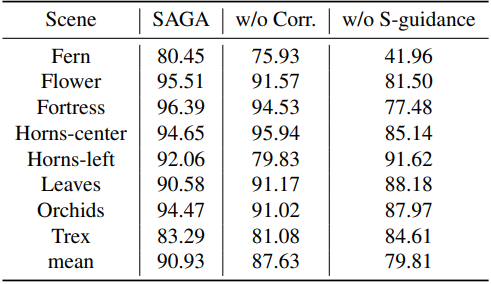 Scene SAGA w/o Corr. w/o S-guidance
Fern 80.45 75.93 41.96
Flower 95.51 91.57 81.50
Fortress 96.39 94.53 77.48
Horns-center 94.65 95.94 85.14
Horns-left 92.06 79.83 91.62
Leaves 90.58 91.17 88.18
Orchids 94.47 91.02 87.97
Trex 83.29 81.08 84.61
mean 90.93 87.63 79.81